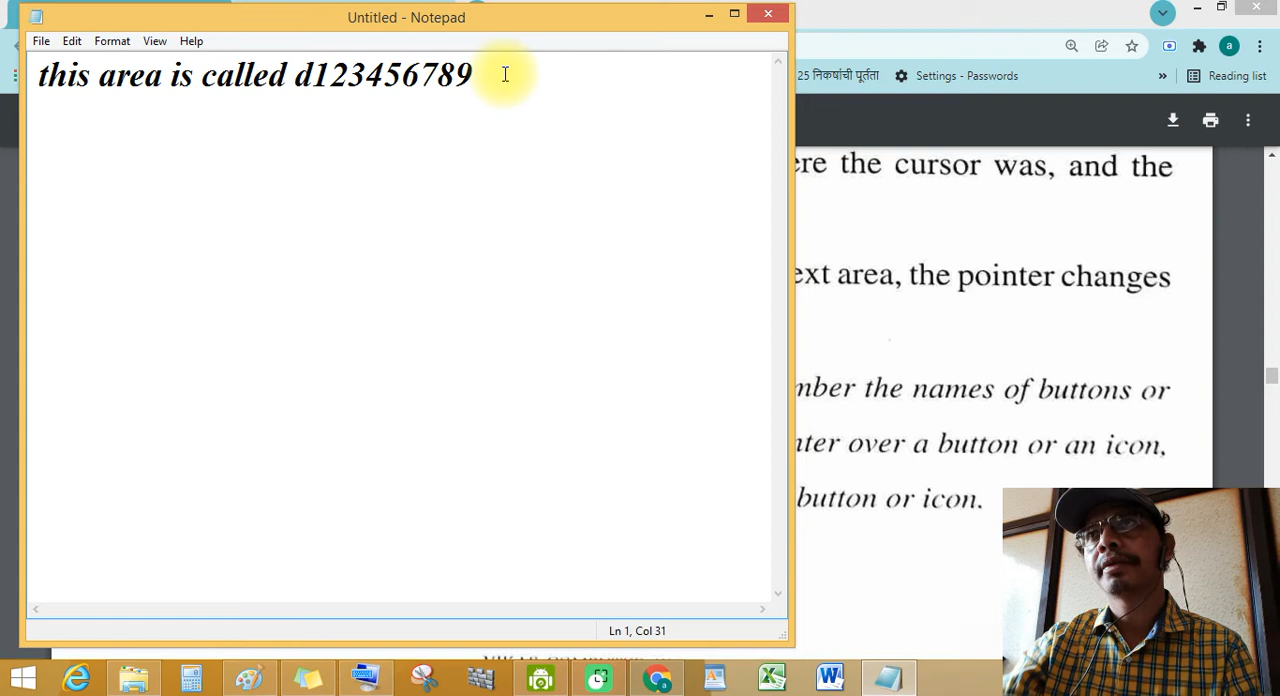 Untitled - Notepad
File Edit Format View Help
this area is called d123456789
Ln 1, Col 31
a
25 निकषांची पूर्तता Settings - Passwords » Reading list
ere the cursor was, and the
ext area, the pointer changes
mber the names of buttons or
nter over a button or an icon,
button or icon.